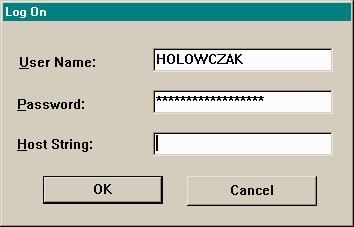 Log On
User Name: HOLOWCZAK
Password: ******************
Host String:
OK Cancel